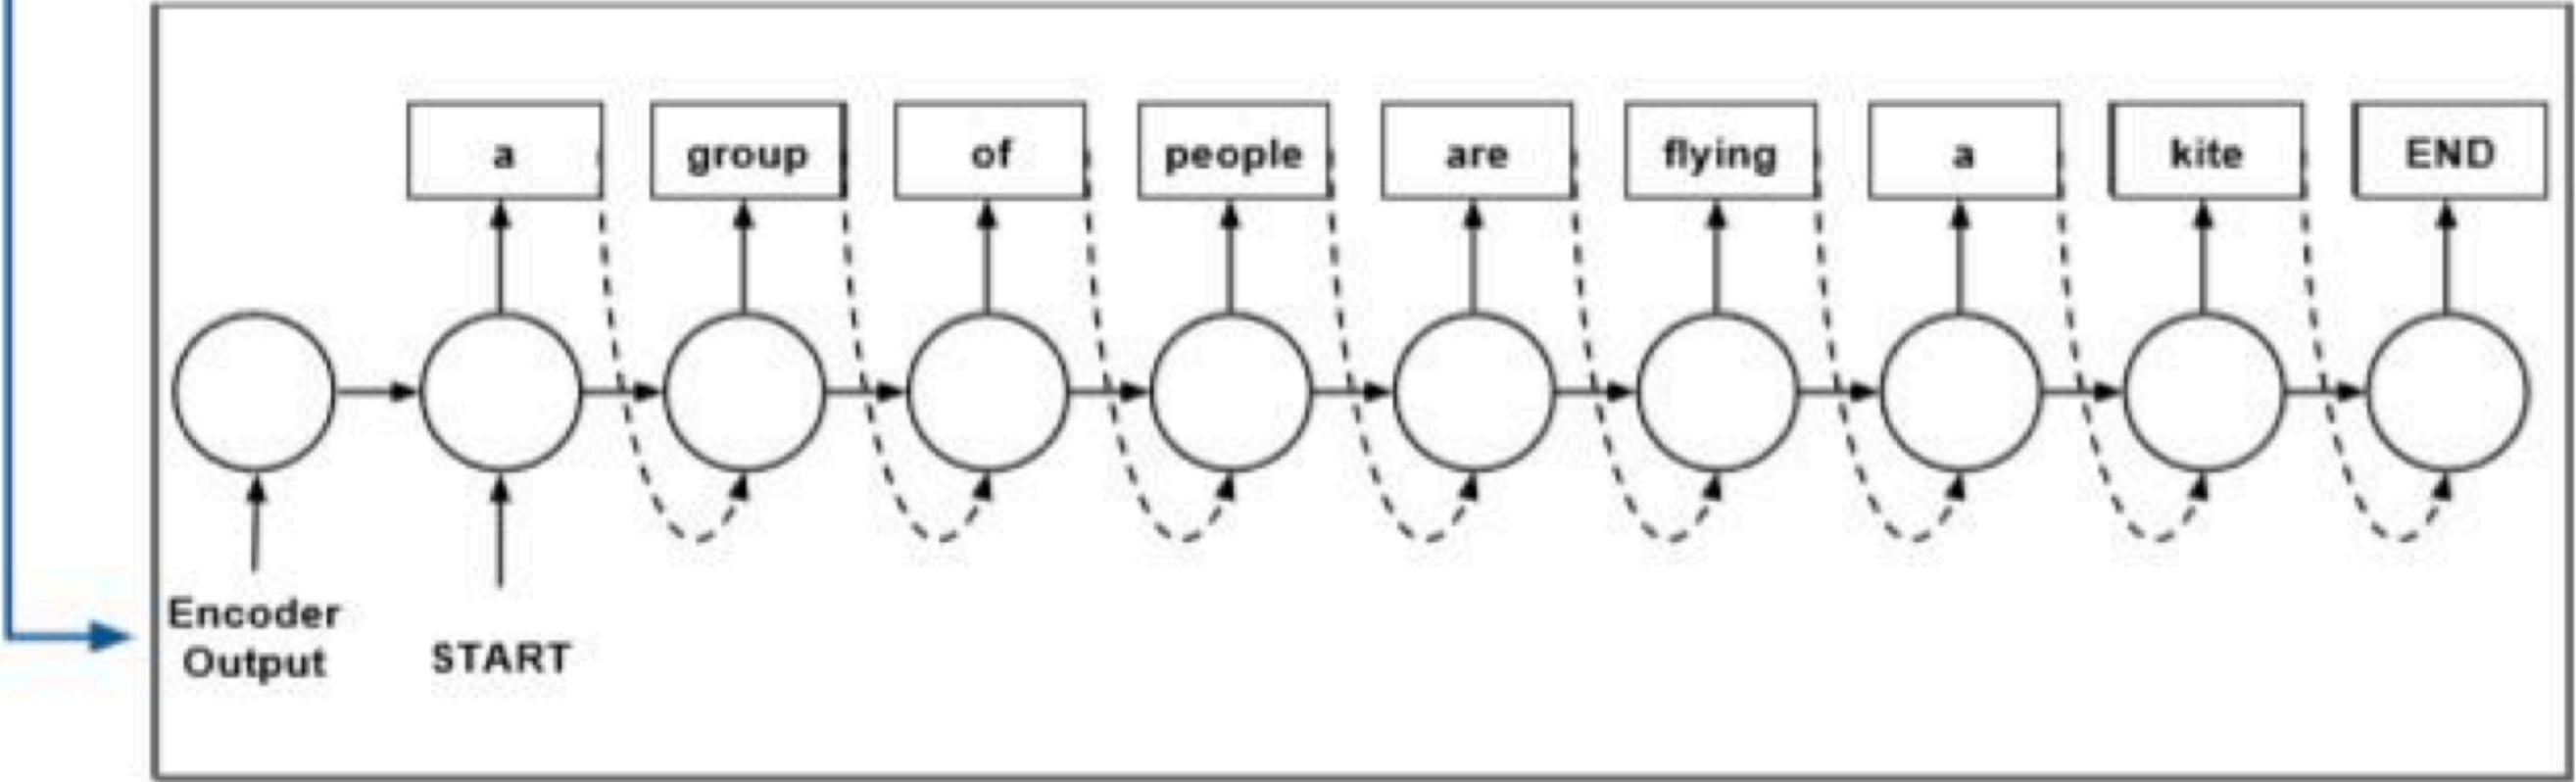 a group of people are flying a kite END
Encoder
Output
START